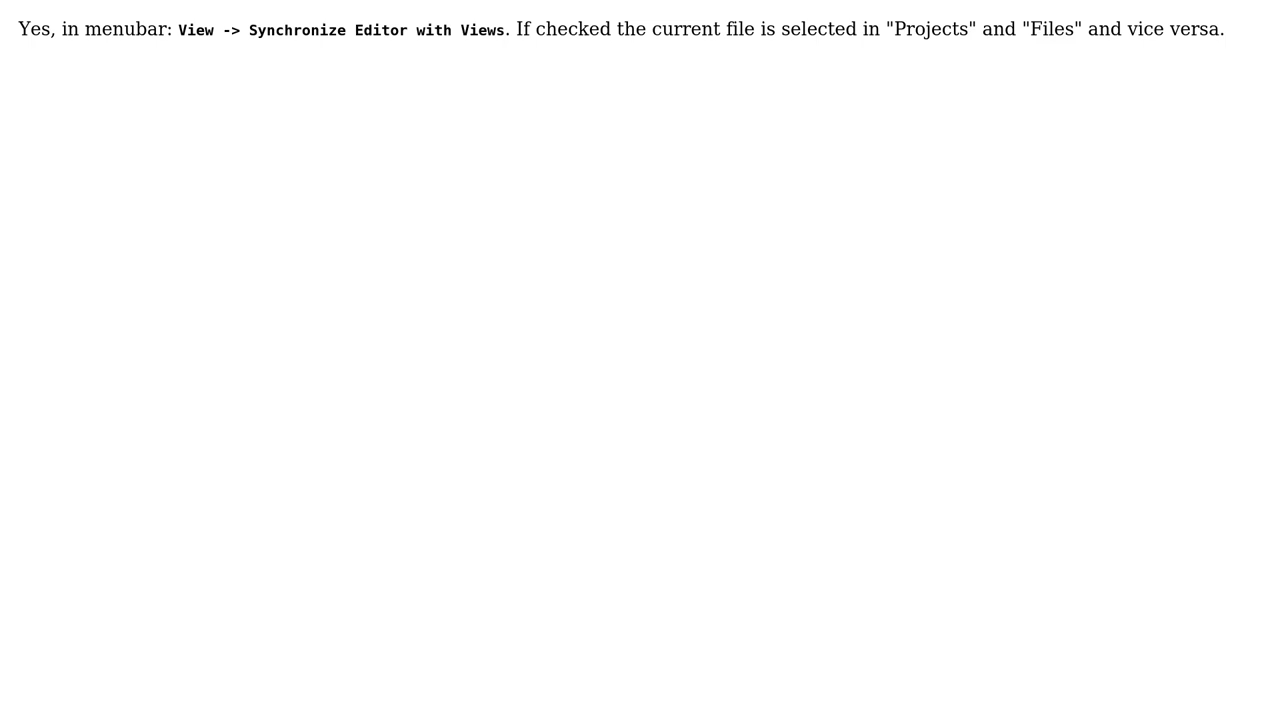 Yes, in menubar: View -> Synchronize Editor with Views. If checked the current file is selected in "Projects" and "Files" and vice versa.